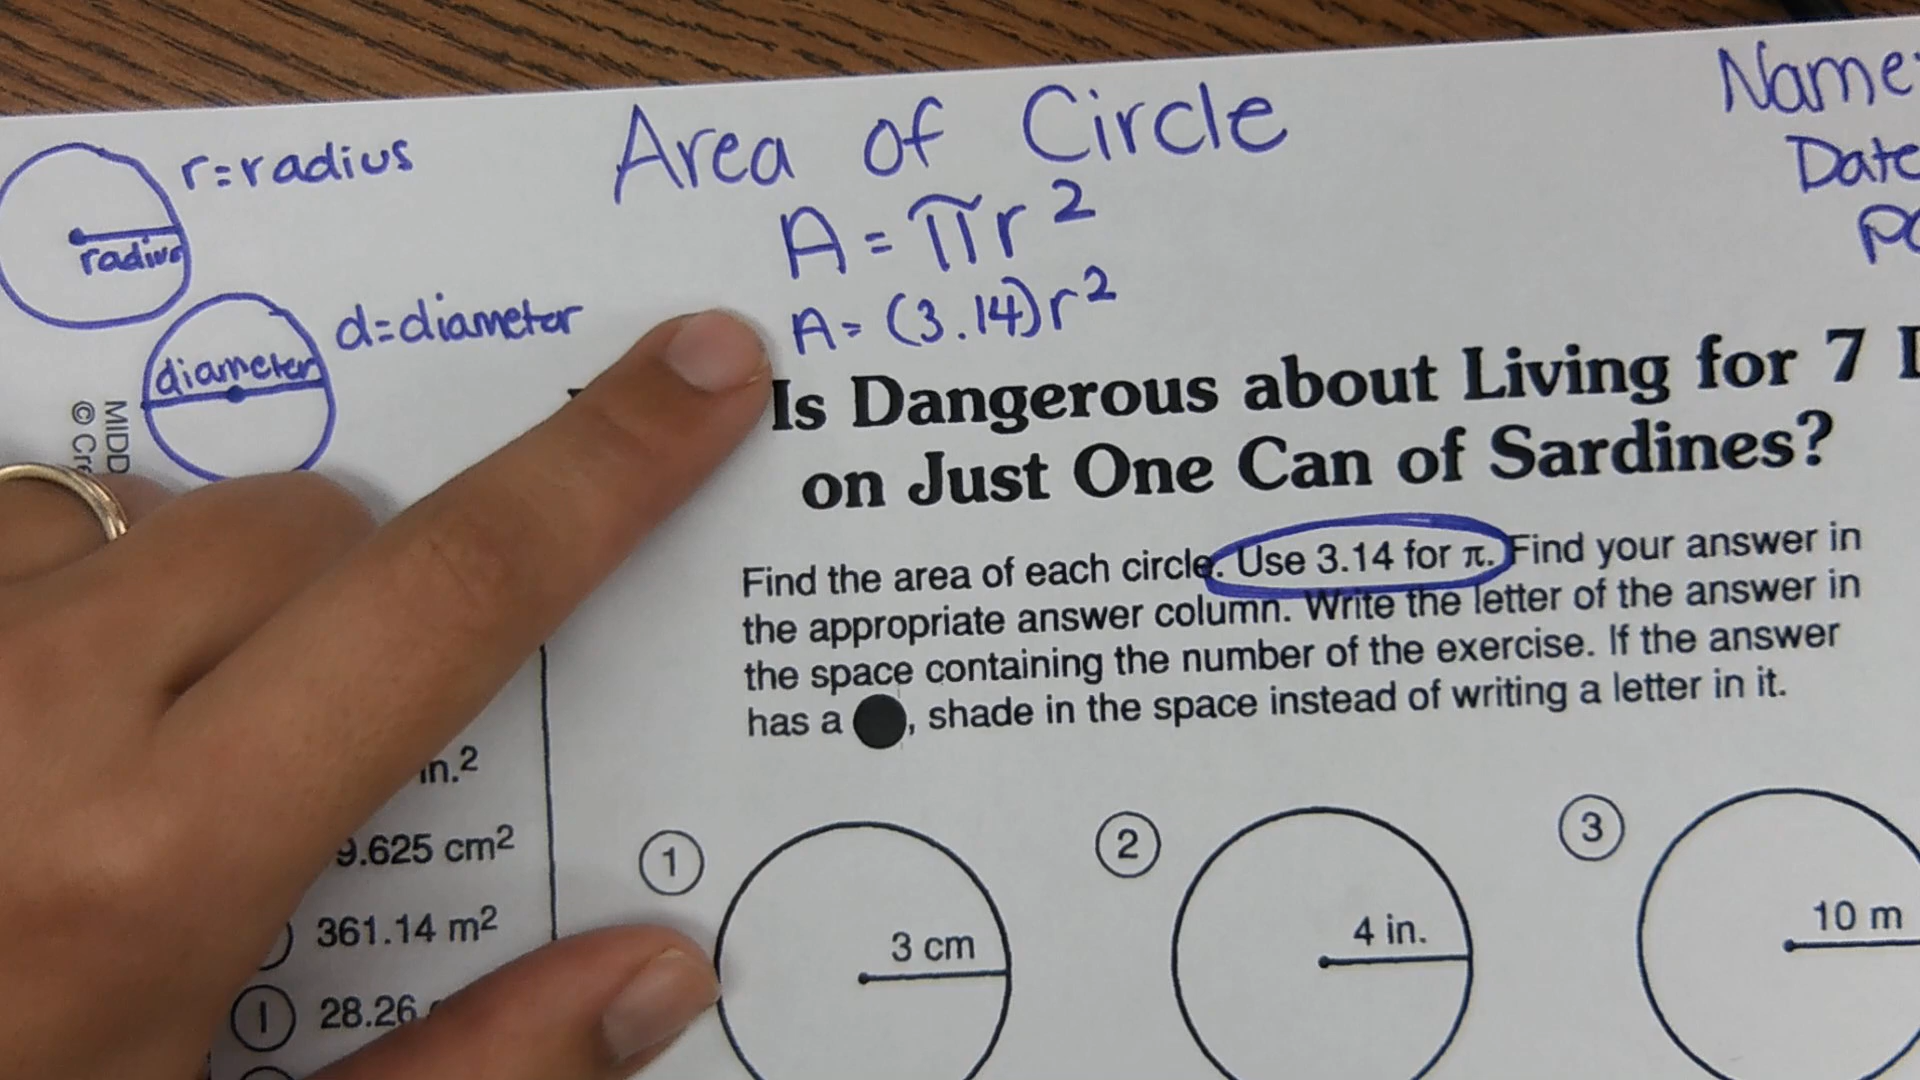 Area of Circle
A = πr²
A = (3.14)r²
r = radius
radius
d = diameter
diameter
Name:
Date
MIDD
©
Is Dangerous about Living for 7
on Just One Can of Sardines?
Find the area of each circle. Use 3.14 for π. Find your answer in
the appropriate answer column. Write the letter of the answer in
the space containing the number of the exercise. If the answer
has a , shade in the space instead of writing a letter in it.
in.²
9.625 cm²
361.14 m²
I 28.26
1
3 cm
2
4 in.
3
10 m